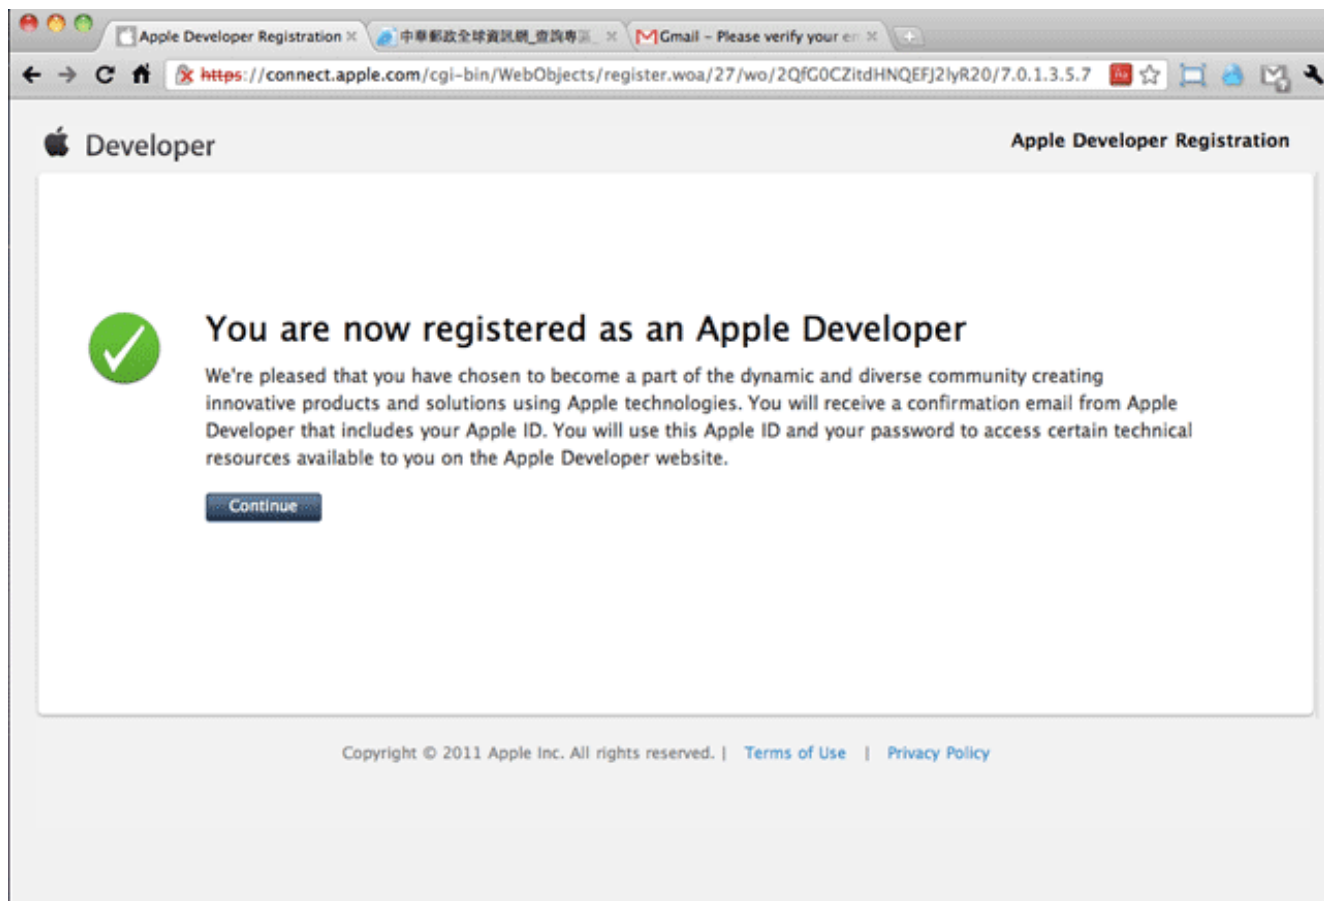 Apple Developer Registration
中華郵政全球資訊網_查詢專區_
Gmail – Please verify your en
https://connect.apple.com/cgi-bin/WebObjects/register.woa/27/wo/2QfG0CZitdHNQEFJ2lyR20/7.0.1.3.5.7
Developer
Apple Developer Registration
You are now registered as an Apple Developer
We're pleased that you have chosen to become a part of the dynamic and diverse community creating
innovative products and solutions using Apple technologies. You will receive a confirmation email from Apple
Developer that includes your Apple ID. You will use this Apple ID and your password to access certain technical
resources available to you on the Apple Developer website.
Continue
Copyright © 2011 Apple Inc. All rights reserved. | Terms of Use | Privacy Policy